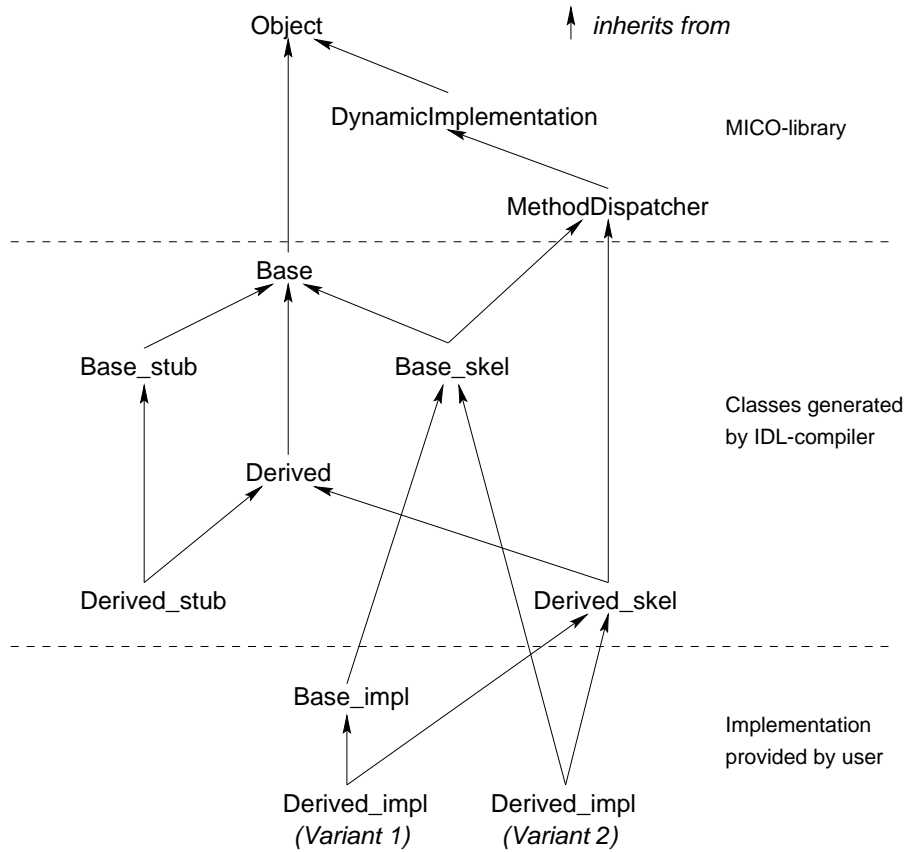 Object
inherits from
DynamicImplementation
MICO-library
MethodDispatcher
Base
Base_stub
Base_skel
Classes generated
by IDL-compiler
Derived
Derived_stub
Derived_skel
Base_impl
Implementation
provided by user
Derived_impl
(Variant 1)
Derived_impl
(Variant 2)